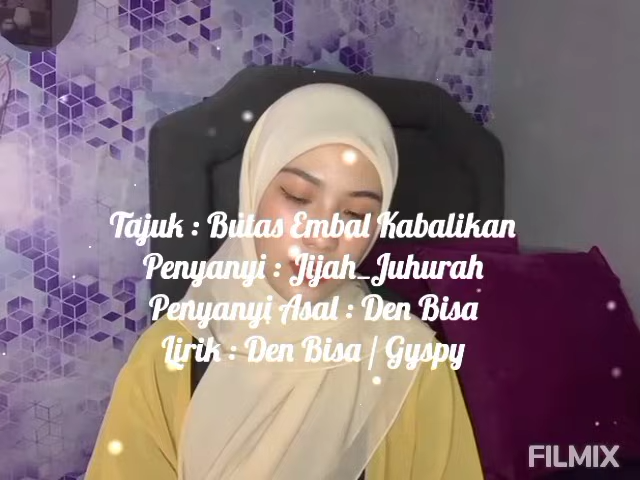 Tajuk : Butas Embal Kabalikan
Penyanyi : Jijah_Juhurah
Penyanyi Asal : Den Bisa
Lirik : Den Bisa / Gyspy
FILMIX